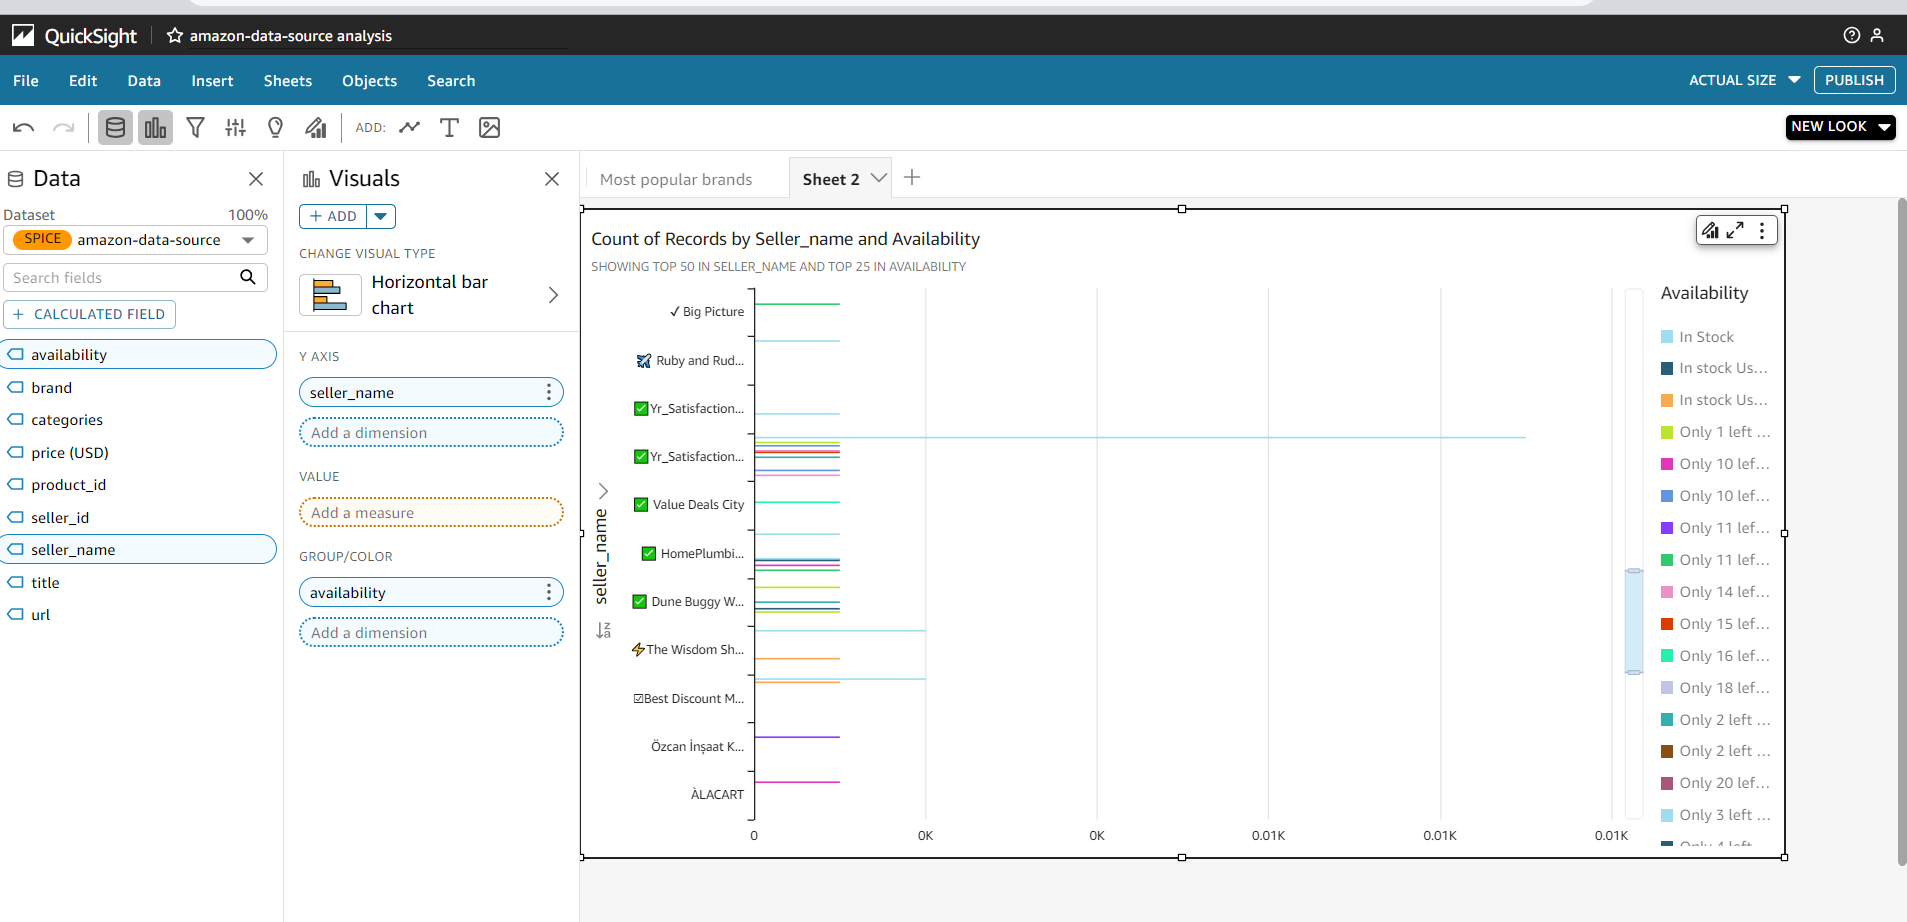 QuickSight
amazon-data-source analysis
File Edit Data Insert Sheets Objects Search
ACTUAL SIZE
PUBLISH
ADD:
NEW LOOK
Data
Dataset
100%
SPICE amazon-data-source
Search fields
+ CALCULATED FIELD
availability
brand
categories
price (USD)
product_id
seller_id
seller_name
title
url
Visuals
+ ADD
CHANGE VISUAL TYPE
Horizontal bar
chart
Y AXIS
seller_name
Add a dimension
VALUE
Add a measure
GROUP/COLOR
availability
Add a dimension
Most popular brands
Sheet 2
Count of Records by Seller_name and Availability
SHOWING TOP 50 IN SELLER_NAME AND TOP 25 IN AVAILABILITY
seller_name
✓ Big Picture
✈ Ruby and Rud...
✅Yr_Satisfaction...
✅Yr_Satisfaction...
✅ Value Deals City
✅ HomePlumbi...
✅ Dune Buggy W...
⚡The Wisdom Sh...
☑Best Discount M...
Özcan İnşaat K...
ÀLACART
0 0K 0K 0.01K 0.01K 0.01K
Availability
In Stock
In stock Us...
In stock Us...
Only 1 left ...
Only 10 lef...
Only 10 lef...
Only 11 lef...
Only 11 lef...
Only 14 lef...
Only 15 lef...
Only 16 lef...
Only 18 lef...
Only 2 left ...
Only 2 left ...
Only 20 lef...
Only 3 left ...
Only 4 left